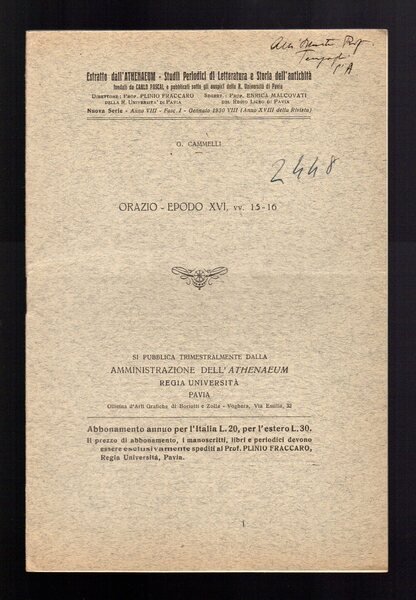 Estratto dall'ATHENAEUM - Studii Periodici di Letteratura e Storia dell'antichità
fondati da CARLO PASCAL e pubblicati sotto gli auspici della R. Università di Pavia
DIRETTORE: PROF. PLINIO FRACCARO
DELLA R. UNIVERSITÀ DI PAVIA
SEGRET.: PROF. ENRICA MALCOVATI
DEL REGIO LICEO DI PAVIA
Nuova Serie - Anno VIII - Fasc. I - Gennaio 1930 VIII (Anno XVIII della Rivista)
G. CAMMELLI
2448
ORAZIO - EPODO XVI, vv. 15-16
SI PUBBLICA TRIMESTRALMENTE DALLA
AMMINISTRAZIONE DELL'ATHENAEUM
REGIA UNIVERSITÀ
PAVIA
Officina d'Arti Grafiche di Boriotti e Zolla - Voghera, Via Emilia, 32
Abbonamento annuo per l'Italia L. 20, per l'estero L. 30.
Il prezzo di abbonamento, i manoscritti, libri e periodici devono
essere esclusivamente spediti al Prof. PLINIO FRACCARO,
Regia Università, Pavia.